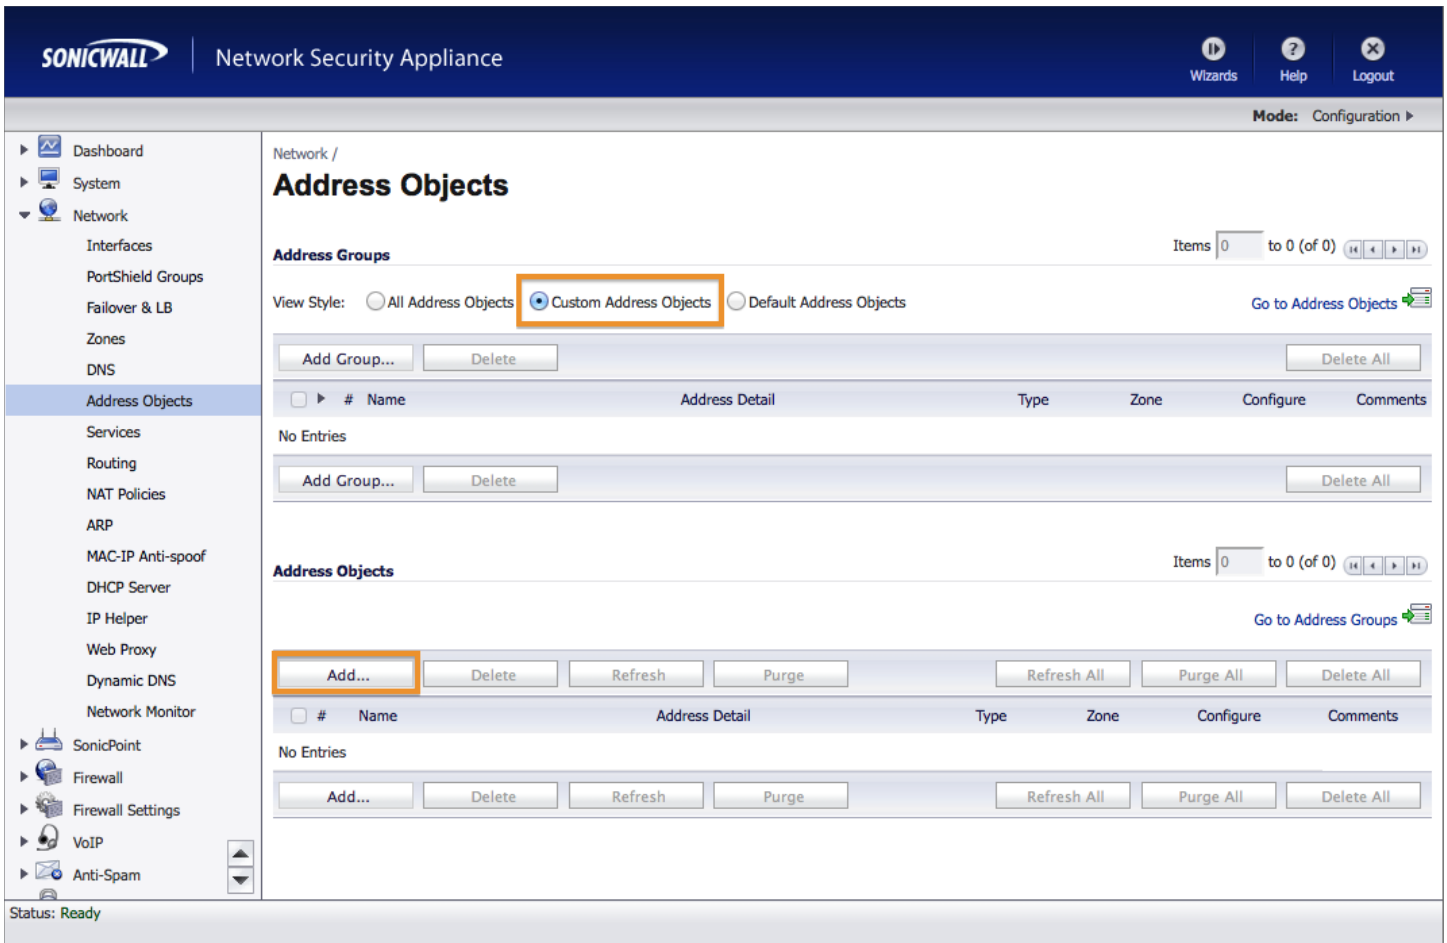 SONICWALL Network Security Appliance
Wizards Help Logout
Mode: Configuration
Dashboard
System
Network
Interfaces
PortShield Groups
Failover & LB
Zones
DNS
Address Objects
Services
Routing
NAT Policies
ARP
MAC-IP Anti-spoof
DHCP Server
IP Helper
Web Proxy
Dynamic DNS
Network Monitor
SonicPoint
Firewall
Firewall Settings
VoIP
Anti-Spam
Network /
Address Objects
Address Groups Items 0 to 0 (of 0)
View Style: All Address Objects Custom Address Objects Default Address Objects Go to Address Objects
Add Group... Delete Delete All
# Name Address Detail Type Zone Configure Comments
No Entries
Add Group... Delete Delete All
Address Objects Items 0 to 0 (of 0)
Go to Address Groups
Add... Delete Refresh Purge Refresh All Purge All Delete All
# Name Address Detail Type Zone Configure Comments
No Entries
Add... Delete Refresh Purge Refresh All Purge All Delete All
Status: Ready